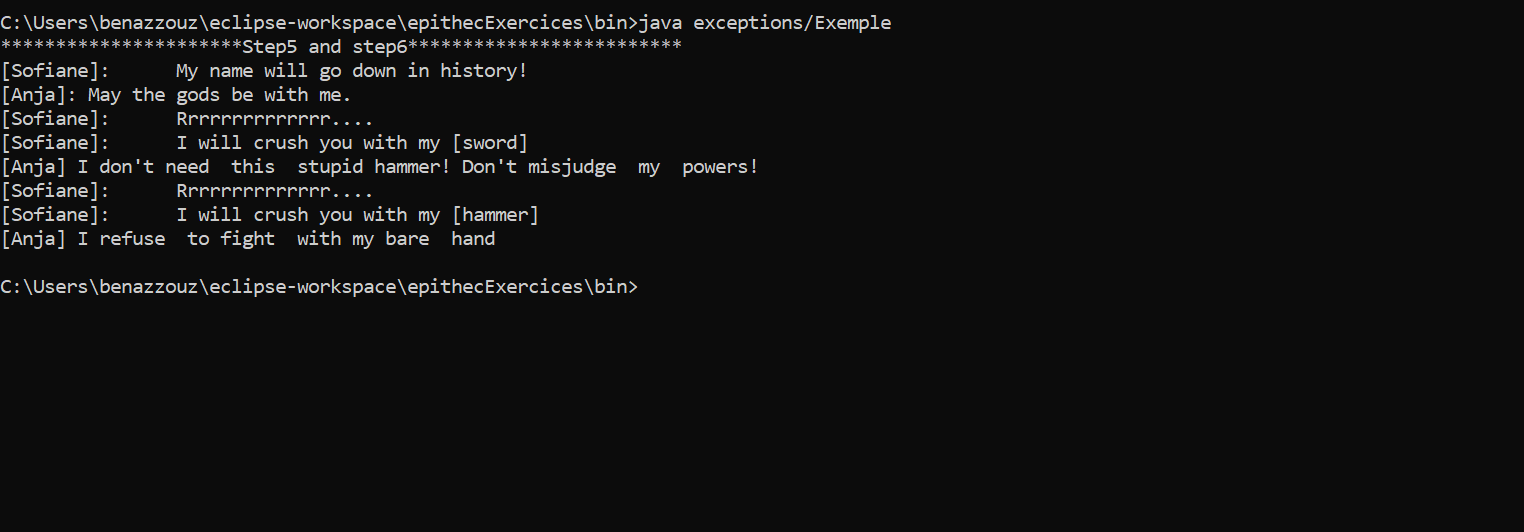 C:\Users\benazzouz\eclipse-workspace\epithecExercices\bin>java exceptions/Exemple
**********************Step5 and step6*************************
[Sofiane]:      My name will go down in history!
[Anja]: May the gods be with me.
[Sofiane]:      Rrrrrrrrrrrrrr....
[Sofiane]:      I will crush you with my [sword]
[Anja] I don't need  this  stupid hammer! Don't misjudge  my  powers!
[Sofiane]:      Rrrrrrrrrrrrrr....
[Sofiane]:      I will crush you with my [hammer]
[Anja] I refuse  to fight  with my bare  hand
C:\Users\benazzouz\eclipse-workspace\epithecExercices\bin>